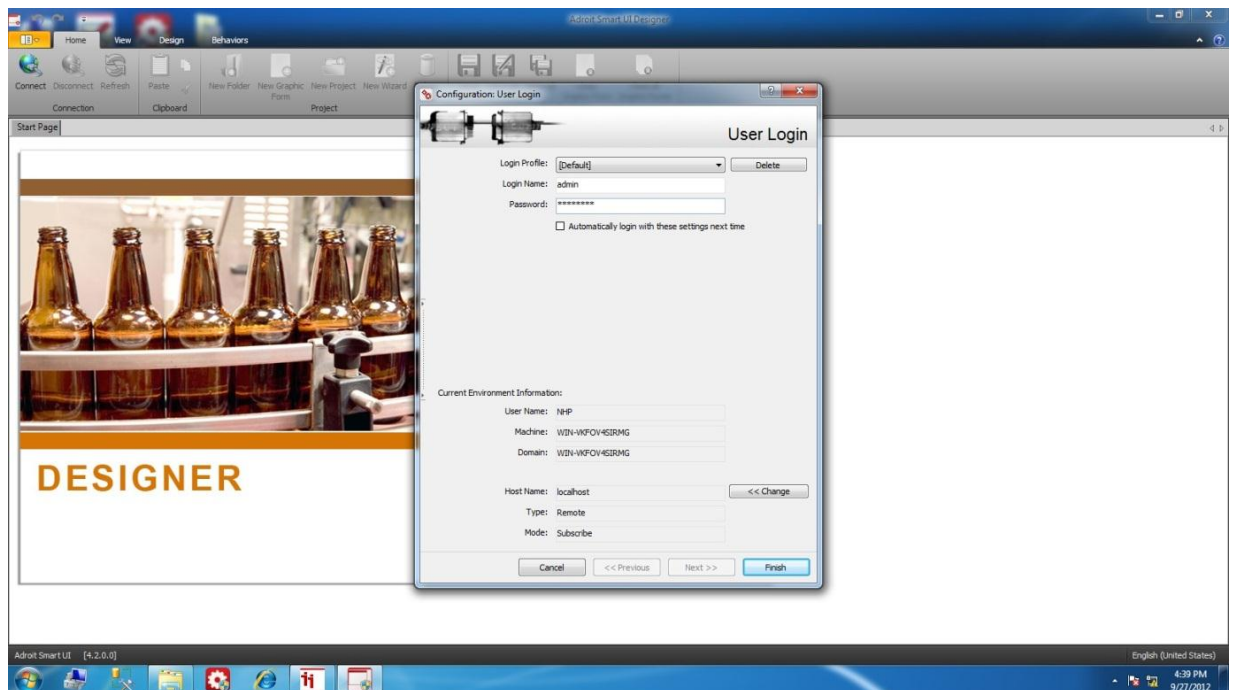 Adroit Smart UI Designer
Home View Design Behaviors
Connect Disconnect Refresh Paste New Folder New Graphic Form New Project New Wizard
Connection Clipboard Project
Start Page
DESIGNER
Configuration: User Login
User Login
Login Profile: [Default] Delete
Login Name: admin
Password: ********
Automatically login with these settings next time
Current Environment Information:
User Name: NHP
Machine: WIN-VKFOV4SIRMG
Domain: WIN-VKFOV4SIRMG
Host Name: localhost << Change
Type: Remote
Mode: Subscribe
Cancel << Previous Next >> Finish
Adroit Smart UI [4.2.0.0] English (United States)
4:39 PM
9/27/2012